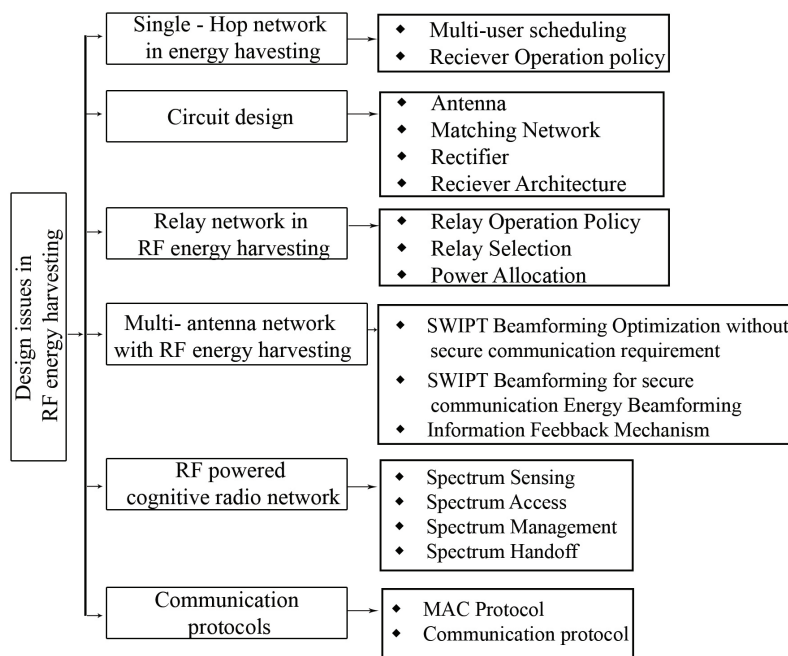 Design issues in
RF energy harvesting
Single - Hop network
in energy havesting
Multi-user scheduling
Reciever Operation policy
Circuit design
Antenna
Matching Network
Rectifier
Reciever Architecture
Relay network in
RF energy harvesting
Relay Operation Policy
Relay Selection
Power Allocation
Multi- antenna network
with RF energy harvesting
SWIPT Beamforming Optimization without
secure communication requirement
SWIPT Beamforming for secure
communication Energy Beamforming
Information Feebback Mechanism
RF powered
cognitive radio network
Spectrum Sensing
Spectrum Access
Spectrum Management
Spectrum Handoff
Communication
protocols
MAC Protocol
Communication protocol